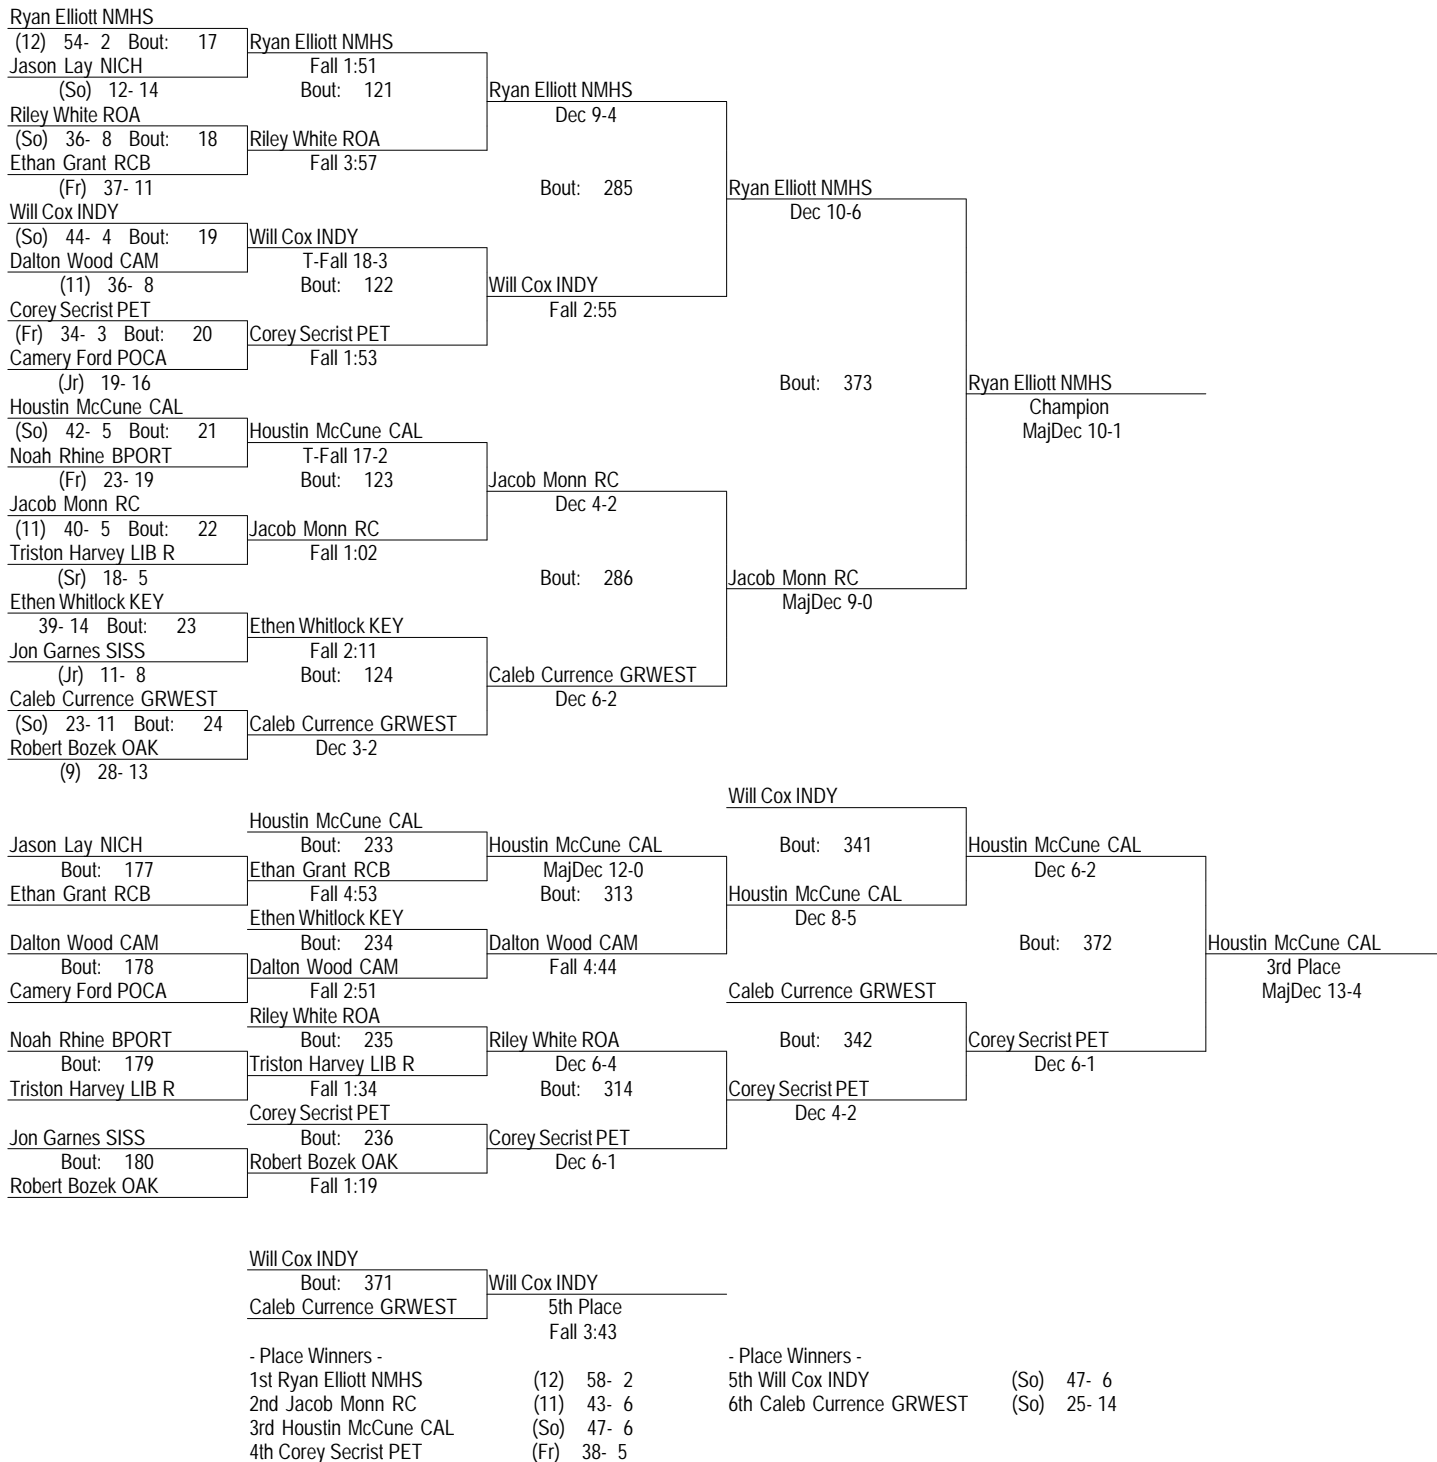 Ryan Elliott NMHS
(12) 54- 2 Bout: 17 Ryan Elliott NMHS
Jason Lay NICH Fall 1:51
(So) 12- 14 Bout: 121 Ryan Elliott NMHS
Riley White ROA Dec 9-4
(So) 36- 8 Bout: 18 Riley White ROA
Ethan Grant RCB Fall 3:57
(Fr) 37- 11 Bout: 285 Ryan Elliott NMHS
Will Cox INDY Dec 10-6
(So) 44- 4 Bout: 19 Will Cox INDY
Dalton Wood CAM T-Fall 18-3
(11) 36- 8 Bout: 122 Will Cox INDY
Corey Secrist PET Fall 2:55
(Fr) 34- 3 Bout: 20 Corey Secrist PET
Camery Ford POCA Fall 1:53
(Jr) 19- 16 Bout: 373 Ryan Elliott NMHS
Houstin McCune CAL Champion
(So) 42- 5 Bout: 21 Houstin McCune CAL MajDec 10-1
Noah Rhine BPORT T-Fall 17-2
(Fr) 23- 19 Bout: 123 Jacob Monn RC
Jacob Monn RC Dec 4-2
(11) 40- 5 Bout: 22 Jacob Monn RC
Triston Harvey LIB R Fall 1:02
(Sr) 18- 5 Bout: 286 Jacob Monn RC
Ethen Whitlock KEY MajDec 9-0
39- 14 Bout: 23 Ethen Whitlock KEY
Jon Garnes SISS Fall 2:11
(Jr) 11- 8 Bout: 124 Caleb Currence GRWEST
Caleb Currence GRWEST Dec 6-2
(So) 23- 11 Bout: 24 Caleb Currence GRWEST
Robert Bozek OAK Dec 3-2
(9) 28- 13
Will Cox INDY
Houstin McCune CAL
Jason Lay NICH Bout: 233 Houstin McCune CAL Bout: 341 Houstin McCune CAL
Bout: 177 Ethan Grant RCB MajDec 12-0 Dec 6-2
Ethan Grant RCB Fall 4:53 Bout: 313 Houstin McCune CAL
Ethen Whitlock KEY Dec 8-5
Dalton Wood CAM Bout: 234 Dalton Wood CAM Bout: 372 Houstin McCune CAL
Bout: 178 Dalton Wood CAM Fall 4:44 3rd Place
Camery Ford POCA Fall 2:51 Caleb Currence GRWEST MajDec 13-4
Riley White ROA
Noah Rhine BPORT Bout: 235 Riley White ROA Bout: 342 Corey Secrist PET
Bout: 179 Triston Harvey LIB R Dec 6-4 Dec 6-1
Triston Harvey LIB R Fall 1:34 Bout: 314 Corey Secrist PET
Corey Secrist PET Dec 4-2
Jon Garnes SISS Bout: 236 Corey Secrist PET
Bout: 180 Robert Bozek OAK Dec 6-1
Robert Bozek OAK Fall 1:19
Will Cox INDY
Bout: 371 Will Cox INDY
Caleb Currence GRWEST 5th Place
Fall 3:43
- Place Winners - - Place Winners -
1st Ryan Elliott NMHS (12) 58- 2 5th Will Cox INDY (So) 47- 6
2nd Jacob Monn RC (11) 43- 6 6th Caleb Currence GRWEST (So) 25- 14
3rd Houstin McCune CAL (So) 47- 6
4th Corey Secrist PET (Fr) 38- 5